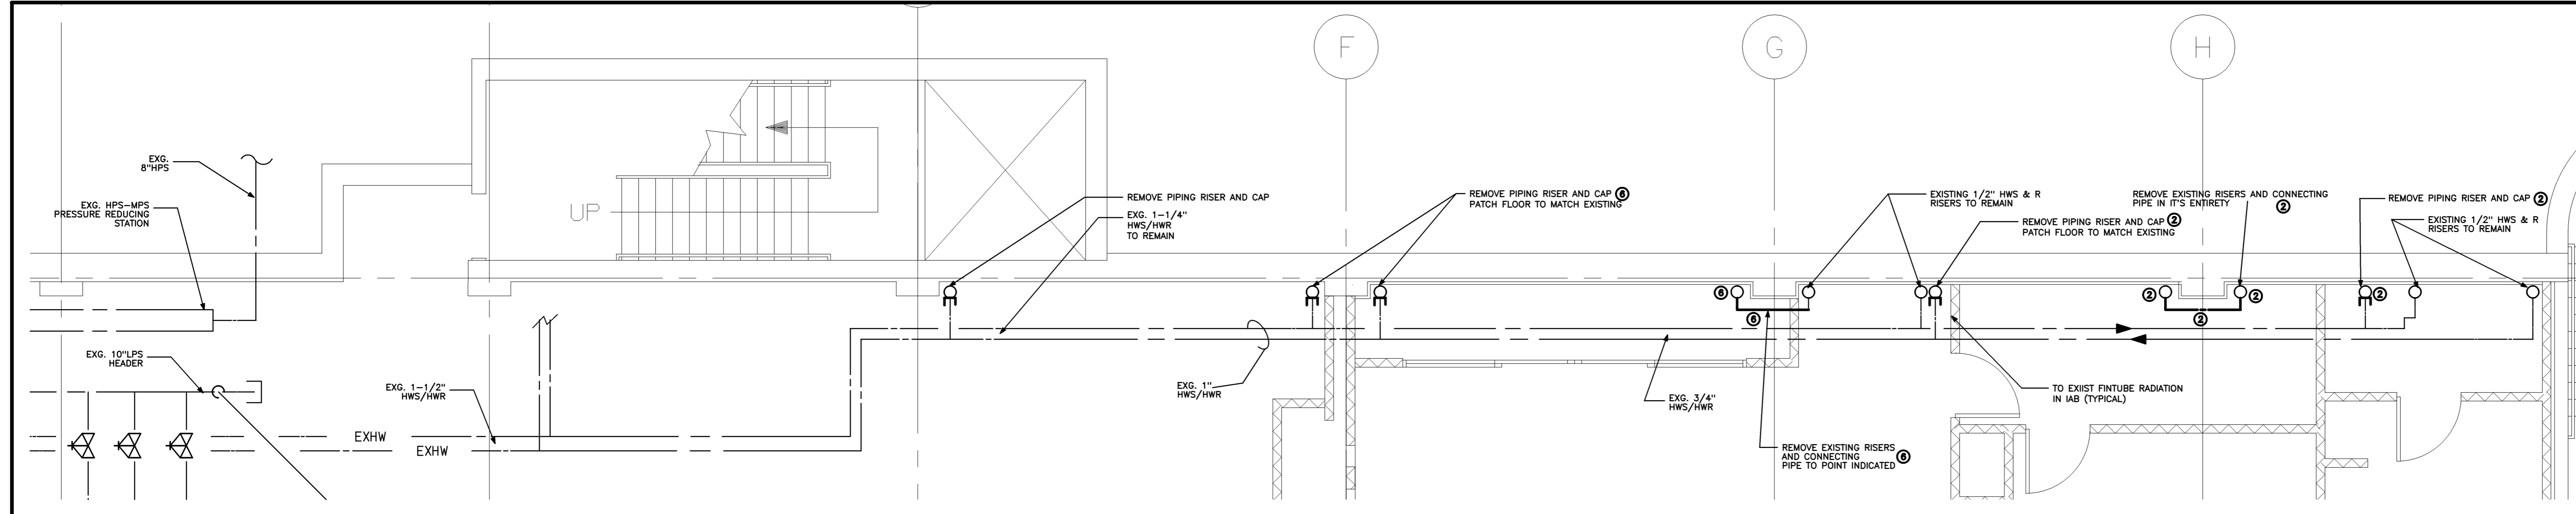 F
G
H
EXG.
8"HPS
EXG. HPS-MPS
PRESSURE REDUCING
STATION
UP
REMOVE PIPING RISER AND CAP
EXG. 1-1/4"
HWS/HWR
TO REMAIN
REMOVE PIPING RISER AND CAP 6
PATCH FLOOR TO MATCH EXISTING
EXISTING 1/2" HWS & R
RISERS TO REMAIN
REMOVE PIPING RISER AND CAP 2
PATCH FLOOR TO MATCH EXISTING
REMOVE EXISTING RISERS AND CONNECTING
PIPE IN IT'S ENTIRETY 2
REMOVE PIPING RISER AND CAP 2
EXISTING 1/2" HWS & R
RISERS TO REMAIN
6
6
2
2
2
2
EXG. 10"LPS
HEADER
EXG. 1-1/2"
HWS/HWR
EXHW
EXHW
EXG. 1"
HWS/HWR
EXG. 3/4"
HWS/HWR
TO EXIIST FINTUBE RADIATION
IN IAB (TYPICAL)
REMOVE EXISTING RISERS
AND CONNECTING 6
PIPE TO POINT INDICATED